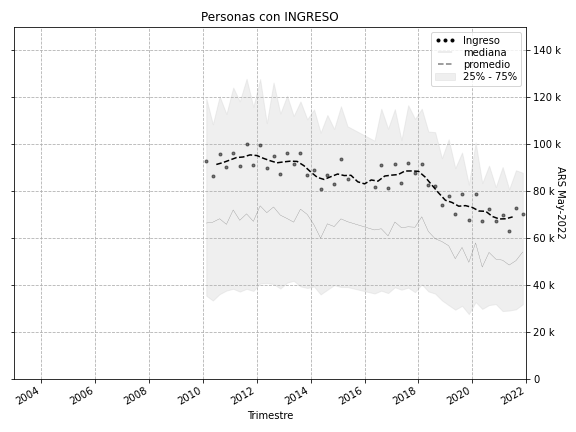 Personas con INGRESO
Ingreso
mediana
promedio
25% - 75%
140 k
120 k
100 k
80 k
60 k
40 k
20 k
0
ARS May-2022
2004
2006
2008
2010
2012
2014
2016
2018
2020
2022
Trimestre